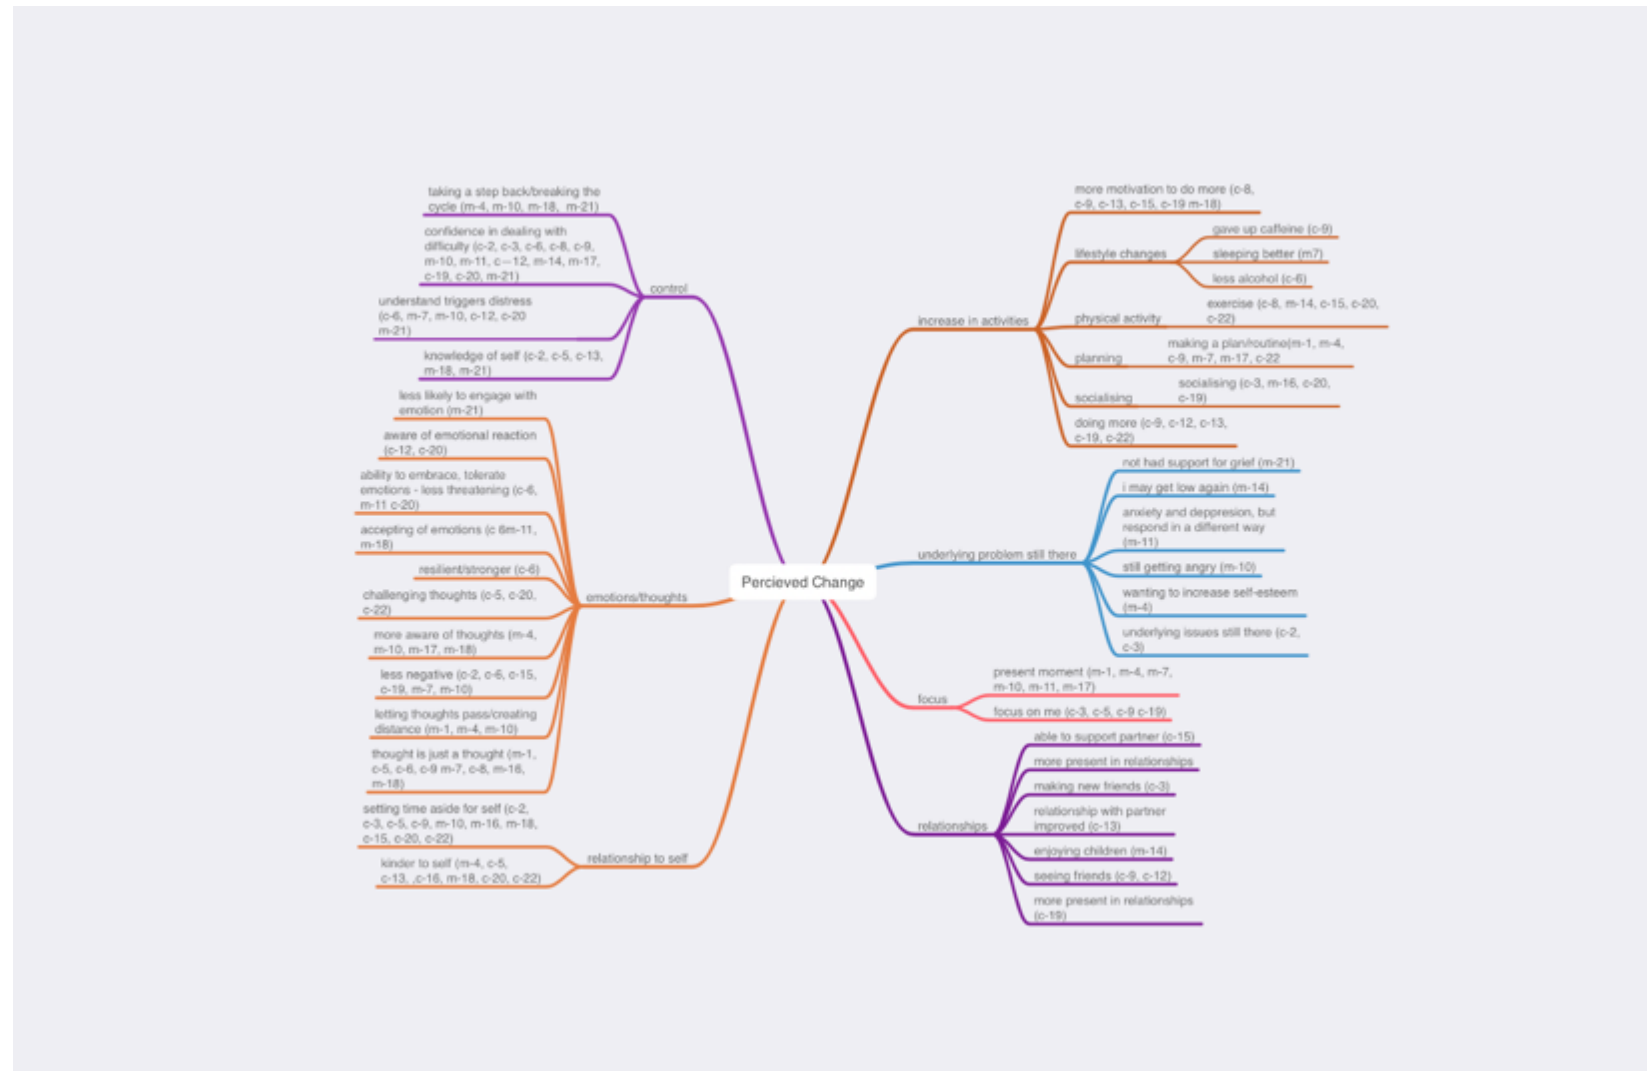 taking a step back/breaking the
cycle (m-4, m-10, m-18, m-21)
confidence in dealing with
difficulty (c-2, c-3, c-6, c-8, c-9,
m-10, m-11, c—12, m-14, m-17,
c-19, c-20, m-21)
understand triggers distress
(c-6, m-7, m-10, c-12, c-20
m-21)
knowledge of self (c-2, c-5, c-13,
m-18, m-21)
control
less likely to engage with
emotion (m-21)
aware of emotional reaction
(c-12, c-20)
ability to embrace, tolerate
emotions - less threatening (c-6,
m-11 c-20)
accepting of emotions (c 6m-11,
m-18)
resilient/stronger (c-6)
challenging thoughts (c-5, c-20,
c-22)
more aware of thoughts (m-4,
m-10, m-17, m-18)
less negative (c-2, c-6, c-15,
c-19, m-7, m-10)
letting thoughts pass/creating
distance (m-1, m-4, m-10)
thought is just a thought (m-1,
c-5, c-6, c-9 m-7, c-8, m-16,
m-18)
emotions/thoughts
setting time aside for self (c-2,
c-3, c-5, c-9, m-10, m-16, m-18,
c-15, c-20, c-22)
kinder to self (m-4, c-5,
c-13, ,c-16, m-18, c-20, c-22)
relationship to self
Percieved Change
increase in activities
more motivation to do more (c-8,
c-9, c-13, c-15, c-19 m-18)
lifestyle changes
gave up caffeine (c-9)
sleeping better (m7)
less alcohol (c-6)
physical activity
exercise (c-8, m-14, c-15, c-20,
c-22)
planning
making a plan/routine(m-1, m-4,
c-9, m-7, m-17, c-22
socialising
socialising (c-3, m-16, c-20,
c-19)
doing more (c-9, c-12, c-13,
c-19, c-22)
underlying problem still there
not had support for grief (m-21)
i may get low again (m-14)
anxiety and deppresion, but
respond in a different way
(m-11)
still getting angry (m-10)
wanting to increase self-esteem
(m-4)
underlying issues still there (c-2,
c-3)
focus
present moment (m-1, m-4, m-7,
m-10, m-11, m-17)
focus on me (c-3, c-5, c-9 c-19)
relationships
able to support partner (c-15)
more present in relationships
making new friends (c-3)
relationship with partner
improved (c-13)
enjoying children (m-14)
seeing friends (c-9, c-12)
more present in relationships
(c-19)